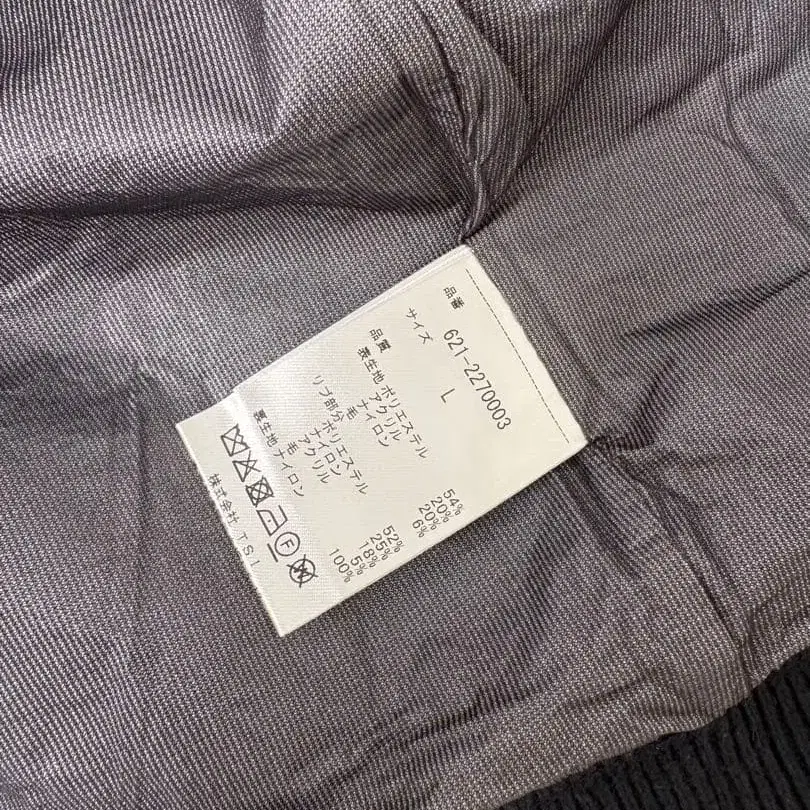 品番 621-2270003
サイズ L
品質
表生地 ポリエステル 54%
アクリル 20%
ナイロン 20%
毛 6%
リブ部分 ポリエステル 52%
ナイロン 25%
アクリル 18%
毛 5%
裏生地 ナイロン 100%
F
株式会社 TSI